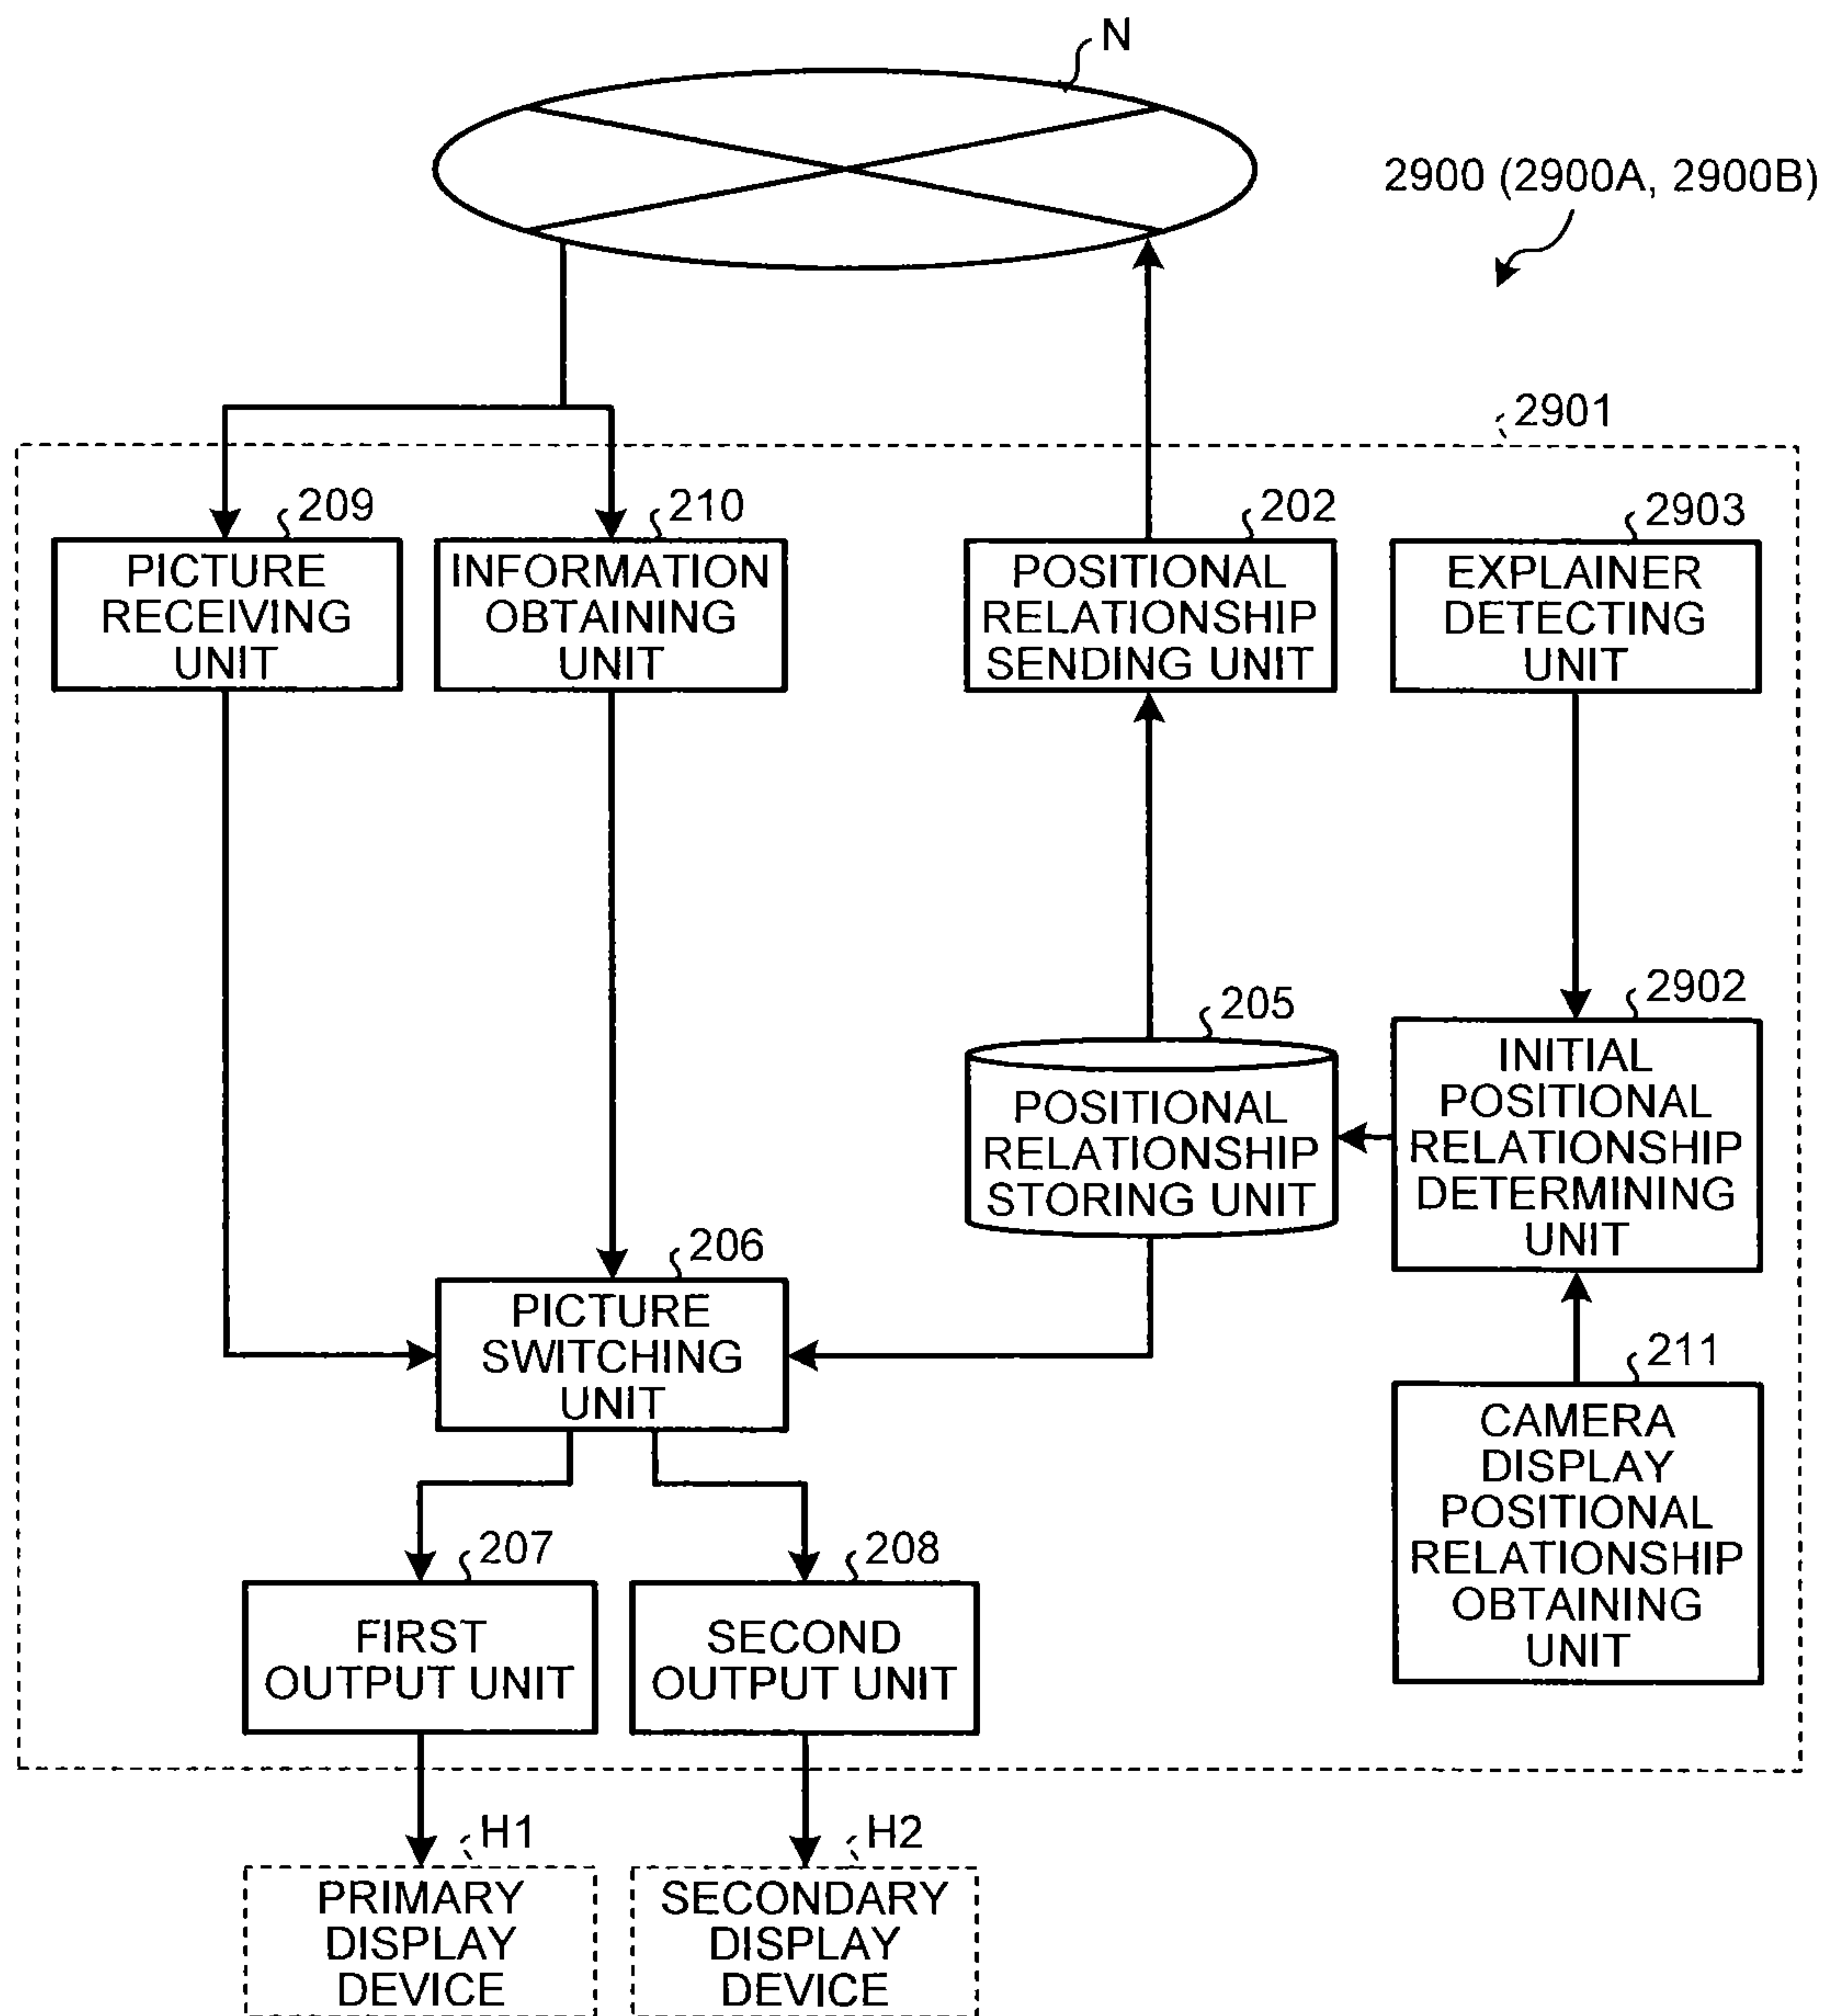 N
2900 (2900A, 2900B)
2901
209
PICTURE
RECEIVING
UNIT
210
INFORMATION
OBTAINING
UNIT
202
POSITIONAL
RELATIONSHIP
SENDING UNIT
2903
EXPLAINER
DETECTING
UNIT
205
POSITIONAL
RELATIONSHIP
STORING UNIT
2902
INITIAL
POSITIONAL
RELATIONSHIP
DETERMINING
UNIT
206
PICTURE
SWITCHING
UNIT
211
CAMERA
DISPLAY
POSITIONAL
RELATIONSHIP
OBTAINING
UNIT
207
FIRST
OUTPUT UNIT
208
SECOND
OUTPUT UNIT
H1
PRIMARY
DISPLAY
DEVICE
H2
SECONDARY
DISPLAY
DEVICE